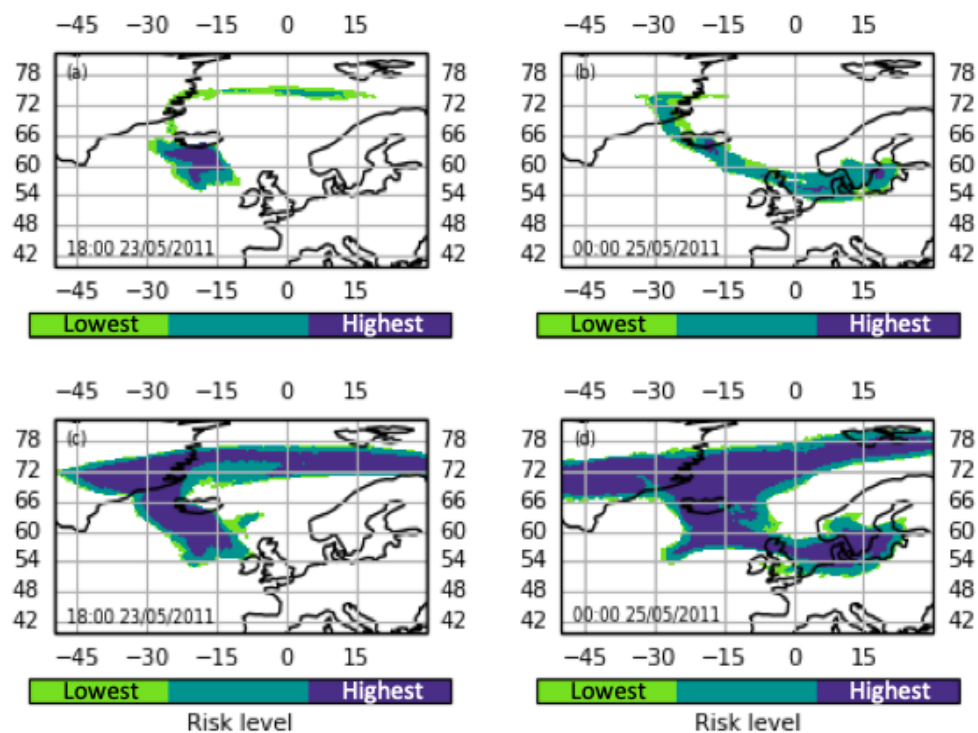 −45 −30 −15 0 15 −45 −30 −15 0 15
78 (a) 78 78 (b) 78
72 72 72 72
66 66 66 66
60 60 60 60
54 54 54 54
48 48 48 48
42 18:00 23/05/2011 42 42 00:00 25/05/2011 42
−45 −30 −15 0 15 −45 −30 −15 0 15
Lowest Highest Lowest Highest
−45 −30 −15 0 15 −45 −30 −15 0 15
78 (c) 78 78 (d) 78
72 72 72 72
66 66 66 66
60 60 60 60
54 54 54 54
48 48 48 48
42 18:00 23/05/2011 42 42 00:00 25/05/2011 42
−45 −30 −15 0 15 −45 −30 −15 0 15
Lowest Highest Lowest Highest
Risk level Risk level